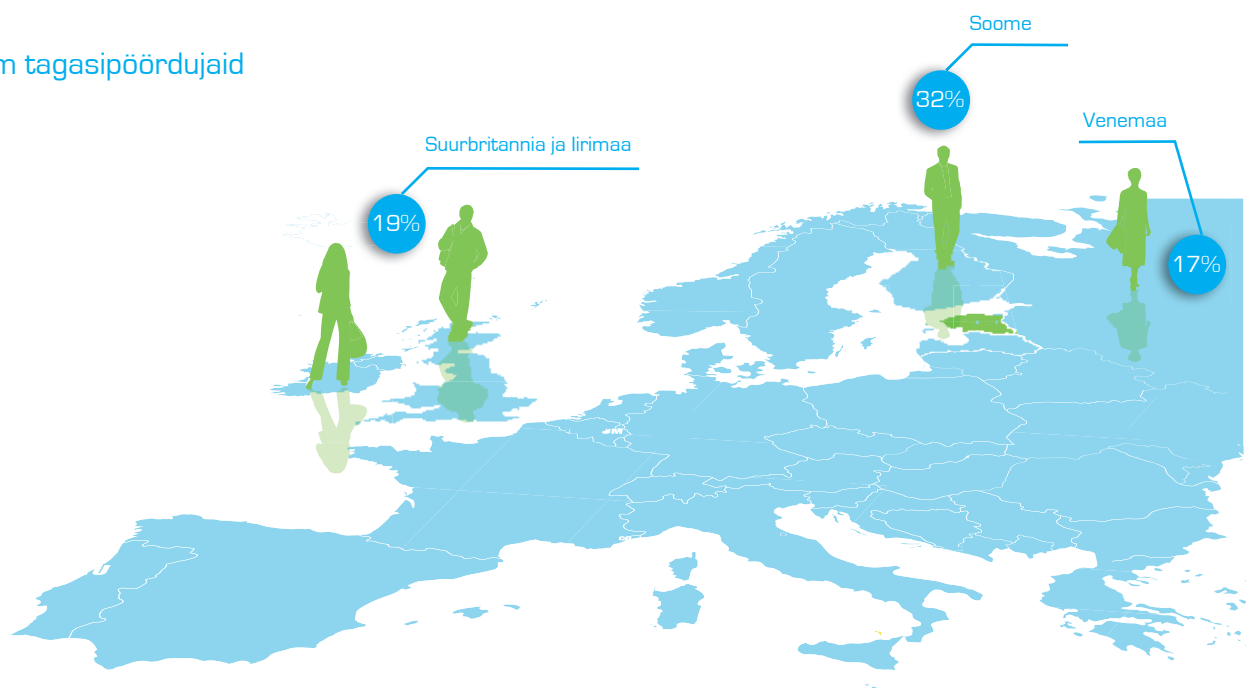 Soome
tagasipöördujaid
32%
Venemaa
Suurbritannia ja Iirimaa
19%
17%